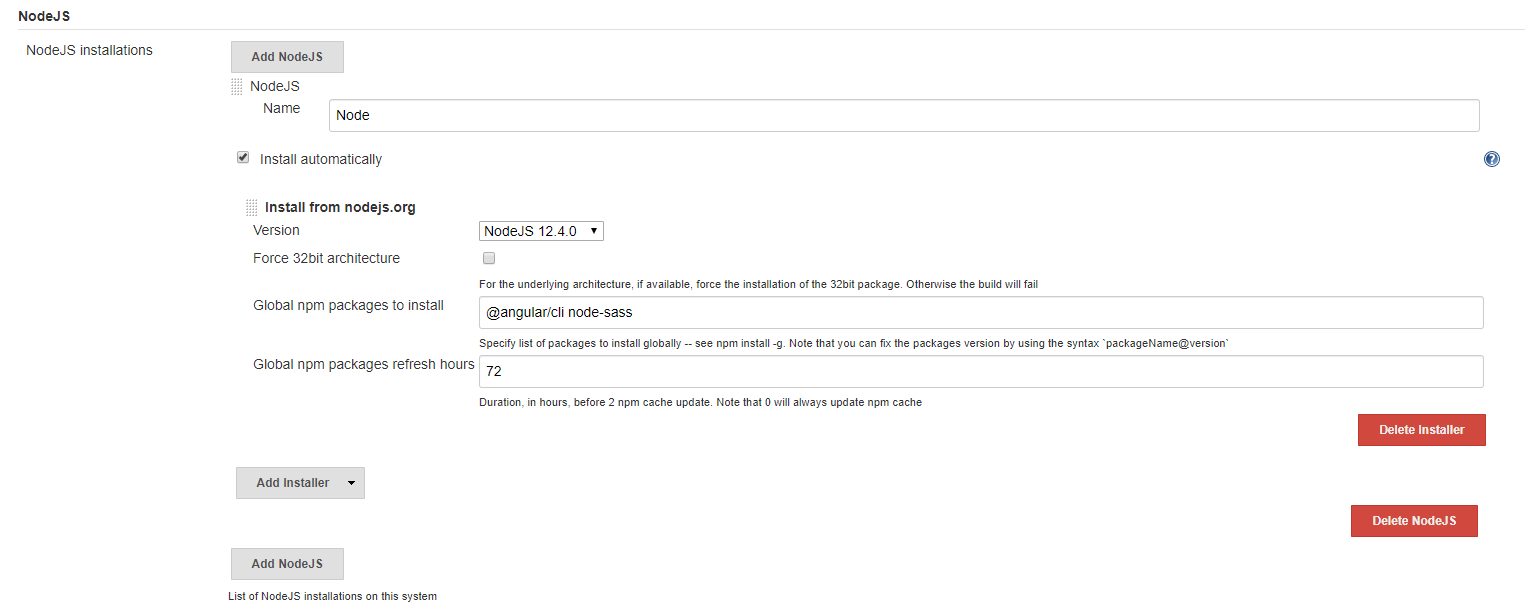 NodeJS
NodeJS installations
Add NodeJS
NodeJS
Name
Node
Install automatically
Install from nodejs.org
Version
NodeJS 12.4.0
Force 32bit architecture
For the underlying architecture, if available, force the installation of the 32bit package. Otherwise the build will fail
Global npm packages to install
@angular/cli node-sass
Specify list of packages to install globally -- see npm install -g. Note that you can fix the packages version by using the syntax `packageName@version`
Global npm packages refresh hours
72
Duration, in hours, before 2 npm cache update. Note that 0 will always update npm cache
Delete Installer
Add Installer
Delete NodeJS
Add NodeJS
List of NodeJS installations on this system